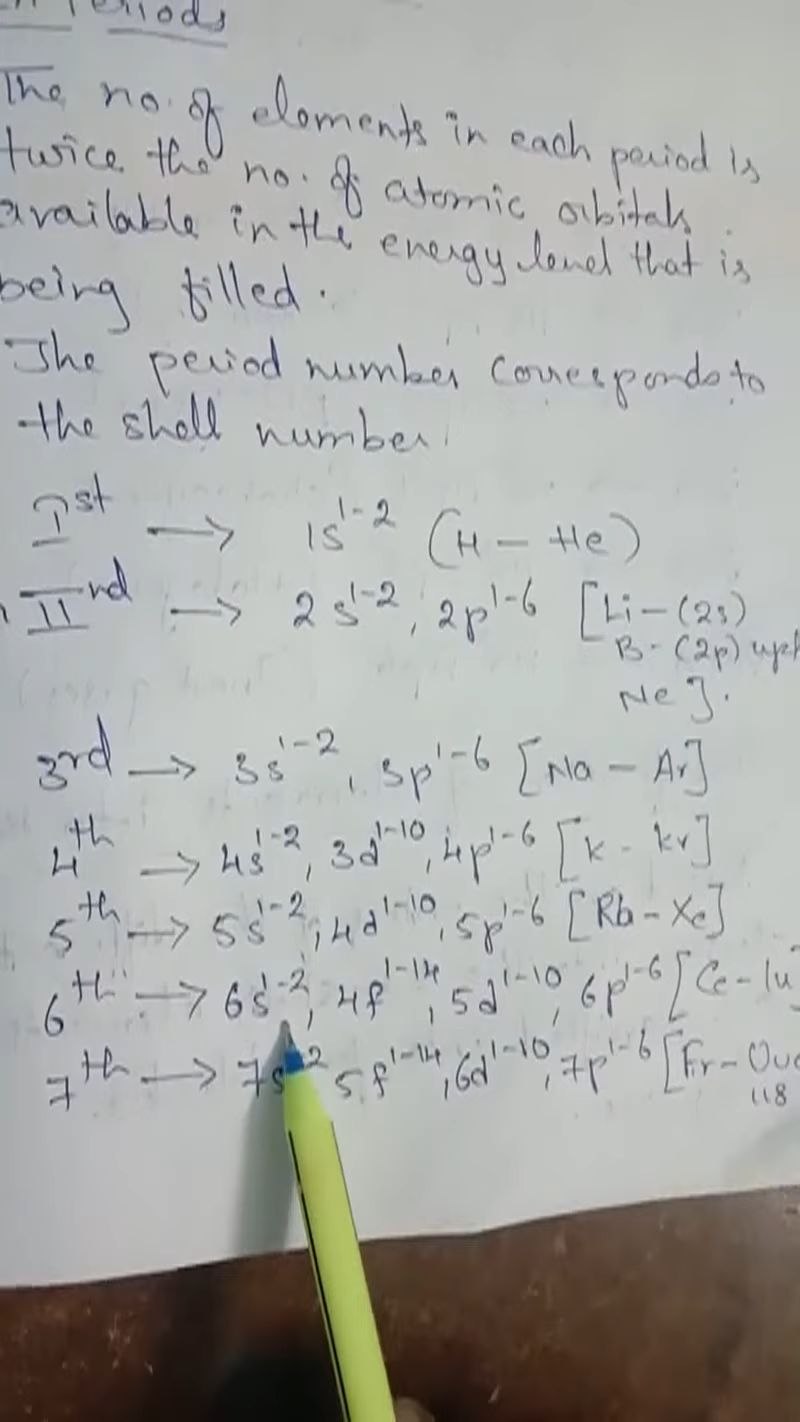 Periods
The no. of elements in each period is
twice the no. of atomic orbitals
available in the energy level that is
being filled.
The period number corresponds to
the shell number.
Ist → 1s1-2 (H - He)
IInd → 2s1-2, 2p1-6 [Li - (2s)
B - (2p) upt
Ne].
3rd → 3s1-2, 3p1-6 [Na - Ar]
4th → 4s1-2, 3d1-10, 4p1-6 [K - Kr]
5th → 5s1-2, 4d1-10, 5p1-6 [Rb - Xe]
6th → 6s1-2, 4f1-14, 5d1-10, 6p1-6 [Ce - lu
7th → 5f1-14, 6d1-10, 7p1-6 [Fr - Ouo
118